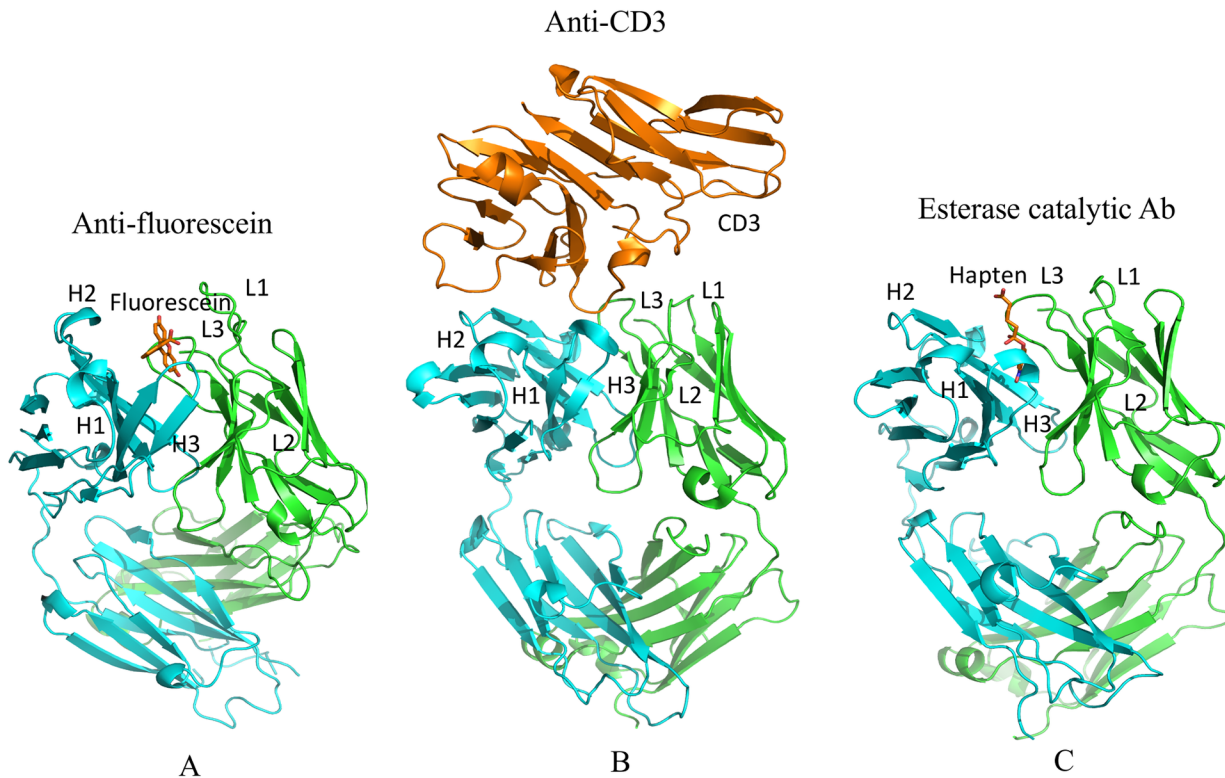 Anti-CD3
Anti-fluorescein
CD3
Esterase catalytic Ab
H2
Fluorescein
L1
L3
H1
H3
L2
L3
L1
H2
H1
H3
L2
Hapten
L3
L1
H2
H1
H3
L2
A
B
C